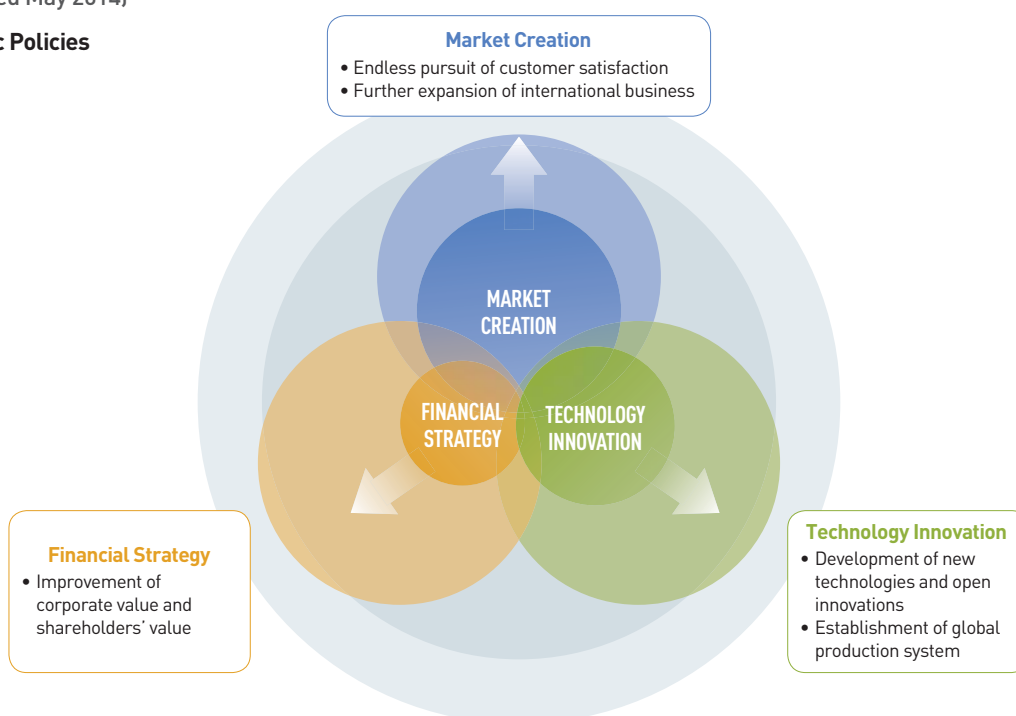 May 2014)
Policies
Market Creation
• Endless pursuit of customer satisfaction
• Further expansion of international business
MARKET
CREATION
FINANCIAL
STRATEGY
TECHNOLOGY
INNOVATION
Financial Strategy
• Improvement of
corporate value and
shareholders’ value
Technology Innovation
• Development of new
technologies and open
innovations
• Establishment of global
production system